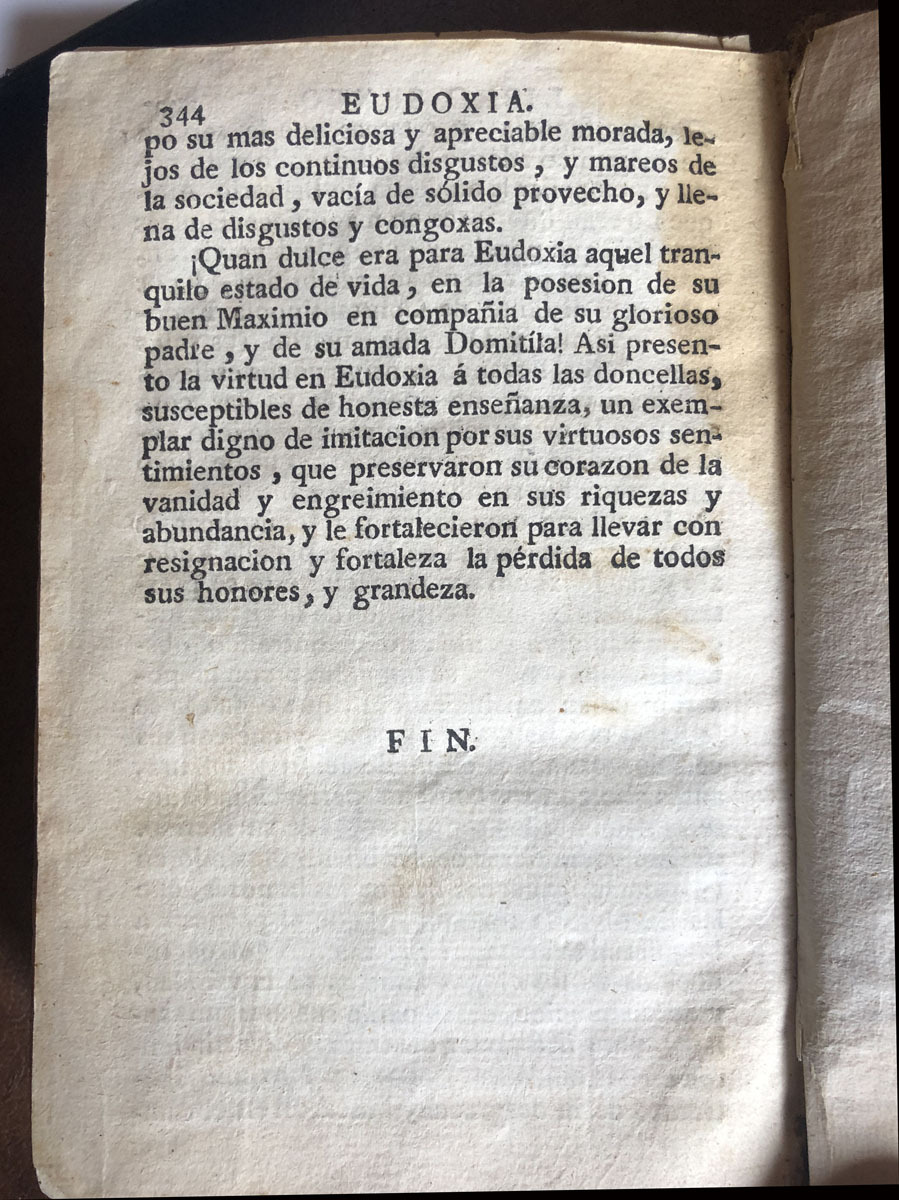 344 EUDOXIA.
po su mas deliciosa y apreciable morada, le-
jos de los continuos disgustos, y mareos de
la sociedad, vacía de sólido provecho, y lle-
na de disgustos y congoxas.
¡Quan dulce era para Eudoxia aquel tran-
quilo estado de vida, en la posesion de su
buen Maximio en compañia de su glorioso
padre, y de su amada Domitíla! Asi presen-
to la virtud en Eudoxia á todas las doncellas,
susceptibles de honesta enseñanza, un exem-
plar digno de imitacion por sus virtuosos sen-
timientos, que preservaron su corazon de la
vanidad y engreimiento en sus riquezas y
abundancia, y le fortalecieron para llevar con
resignacion y fortaleza la pérdida de todos
sus honores, y grandeza.
FIN.